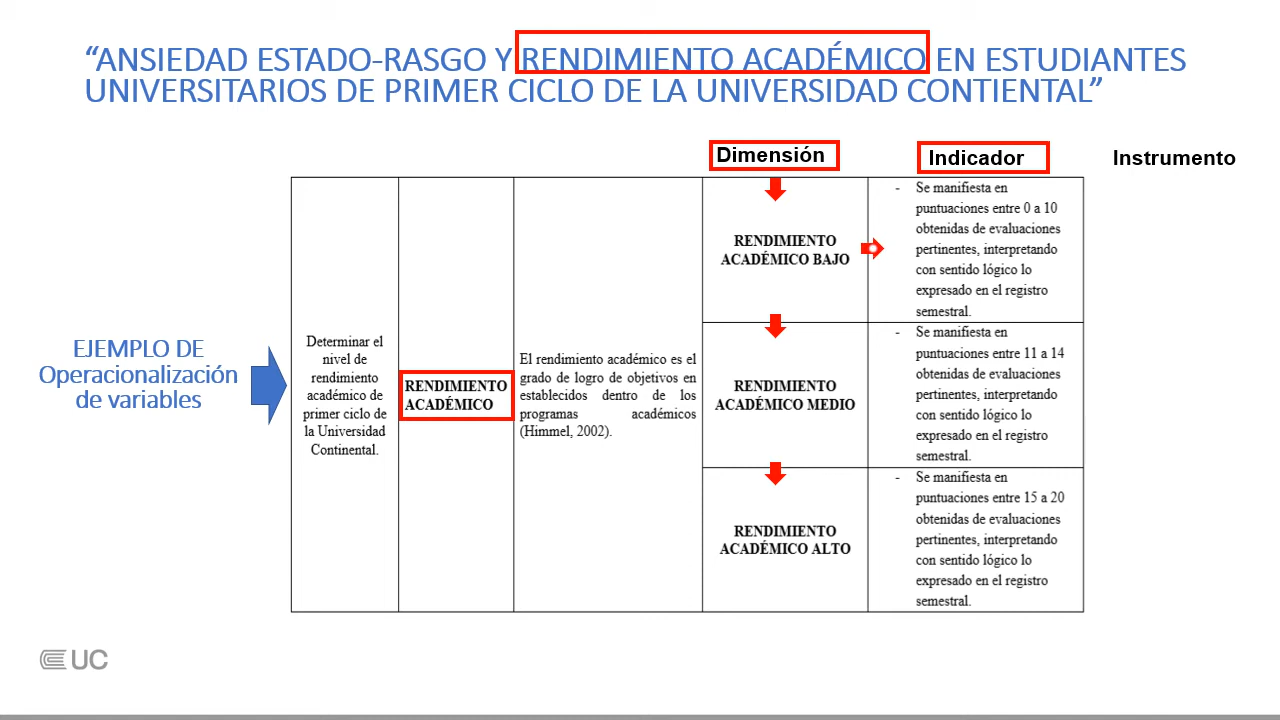 “ANSIEDAD ESTADO-RASGO Y RENDIMIENTO ACADÉMICO EN ESTUDIANTES
UNIVERSITARIOS DE PRIMER CICLO DE LA UNIVERSIDAD CONTIENTAL”
Dimensión
Indicador
Instrumento
EJEMPLO DE
Operacionalización
de variables
Determinar el
nivel de
rendimiento
académico de
primer ciclo de
la Universidad
Continental.
RENDIMIENTO
ACADÉMICO
El rendimiento académico es el
grado de logro de objetivos en
establecidos dentro de los
programas académicos
(Himmel, 2002).
RENDIMIENTO
ACADÉMICO BAJO
- Se manifiesta en
puntuaciones entre 0 a 10
obtenidas de evaluaciones
pertinentes, interpretando
con sentido lógico lo
expresado en el registro
semestral.
RENDIMIENTO
ACADÉMICO MEDIO
- Se manifiesta en
puntuaciones entre 11 a 14
obtenidas de evaluaciones
pertinentes, interpretando
con sentido lógico lo
expresado en el registro
semestral.
RENDIMIENTO
ACADÉMICO ALTO
- Se manifiesta en
puntuaciones entre 15 a 20
obtenidas de evaluaciones
pertinentes, interpretando
con sentido lógico lo
expresado en el registro
semestral.
UC